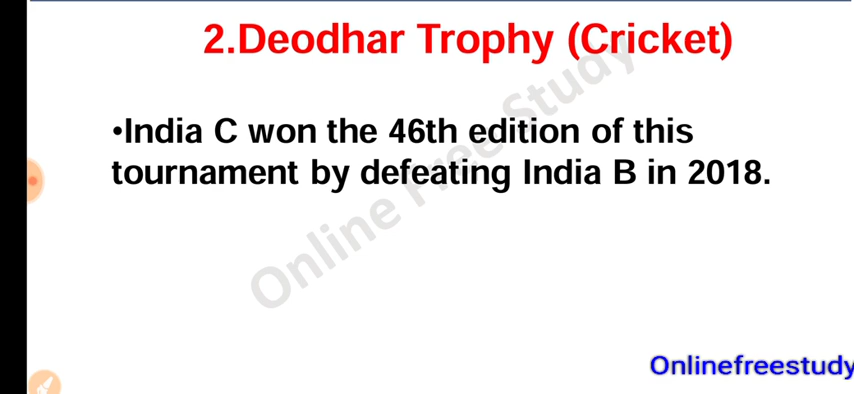 2.Deodhar Trophy (Cricket)
•India C won the 46th edition of this
tournament by defeating India B in 2018.
Online Free Study
Onlinefreestudy